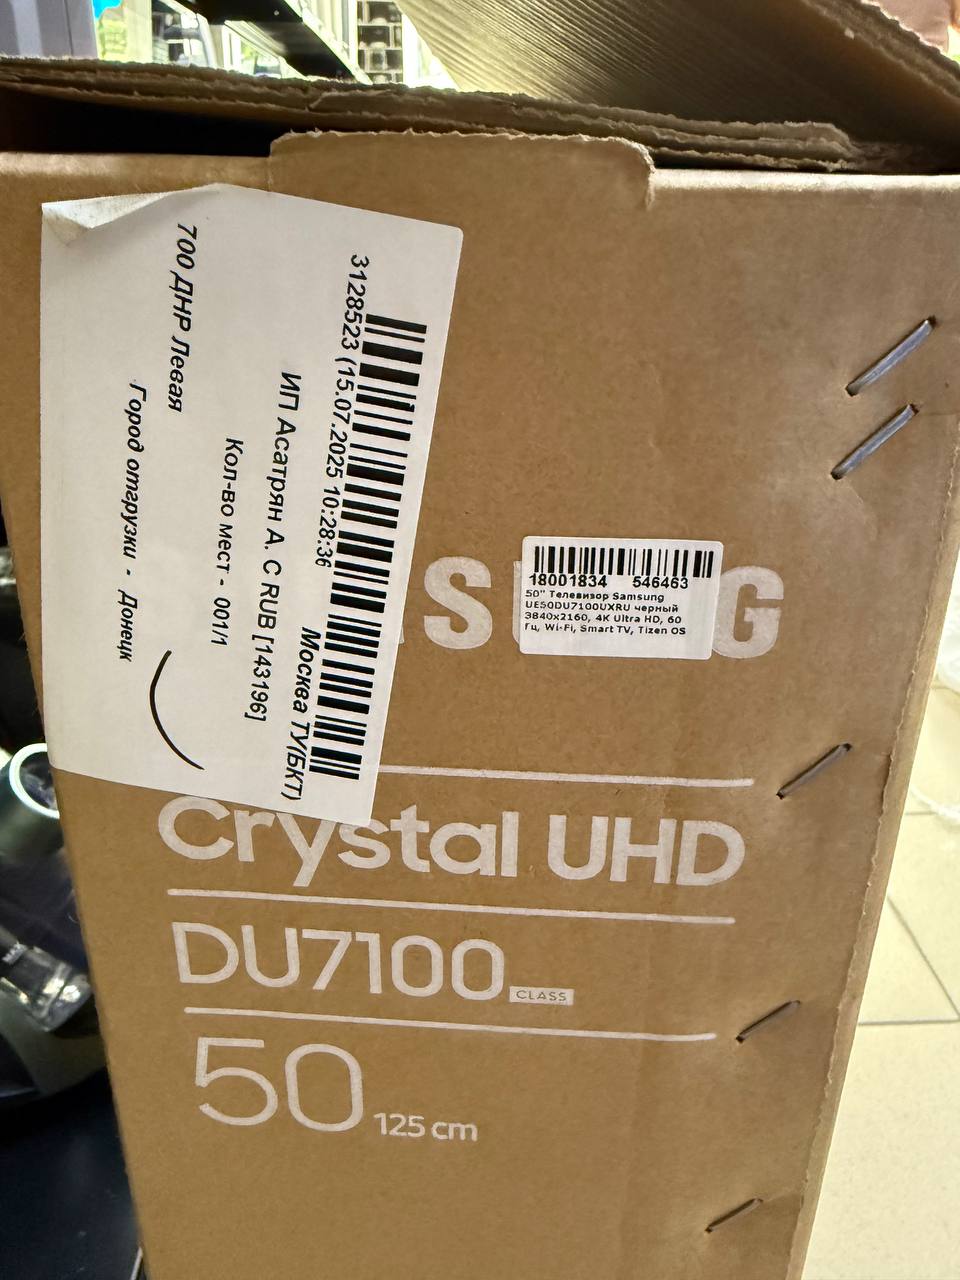 3128523 (15.07.2025 10:28:36
Москва ТУ(БКТ)
ИП Асатрян А. С RUB [143196]
Кол-во мест - 001/1
700 ДНР Левая
Город отгрузки - Донецк
S G
18001834 546463
50" Телевизор Samsung
UE50DU7100UXRU черный
3840x2160, 4K Ultra HD, 60
Гц, Wi-Fi, Smart TV, Tizen OS
Crystal UHD
DU7100 CLASS
50 125 cm